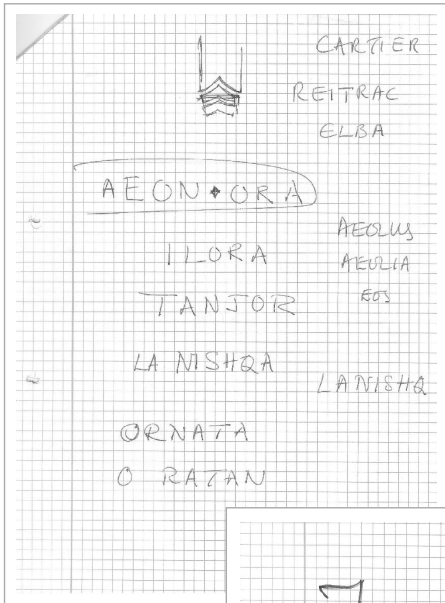 CARTIER
REITRAC
ELBA
AEON ◆ ORA
AEOLUS
ILORA
AEOLIA
TANJOR
EOS
LA NISHQA
LANISHQ
ORNATA
O RATAN